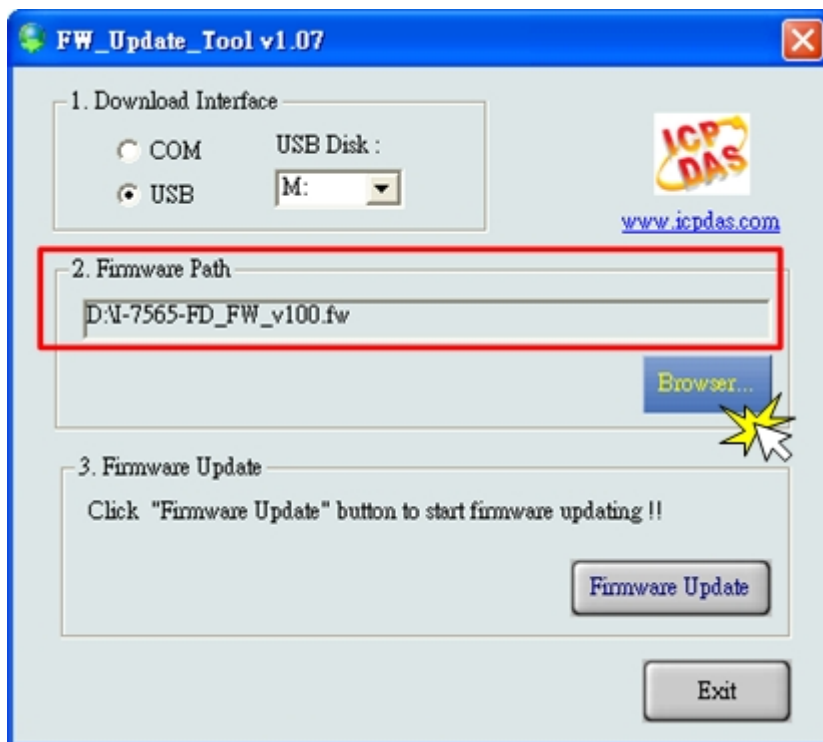 FW_Update_Tool v1.07
1. Download Interface
COM
USB Disk :
USB
M:
ICP
DAS
www.icpdas.com
2. Firmware Path
D:\I-7565-FD_FW_v100.fw
Browser...
3. Firmware Update
Click "Firmware Update" button to start firmware updating !!
Firmware Update
Exit